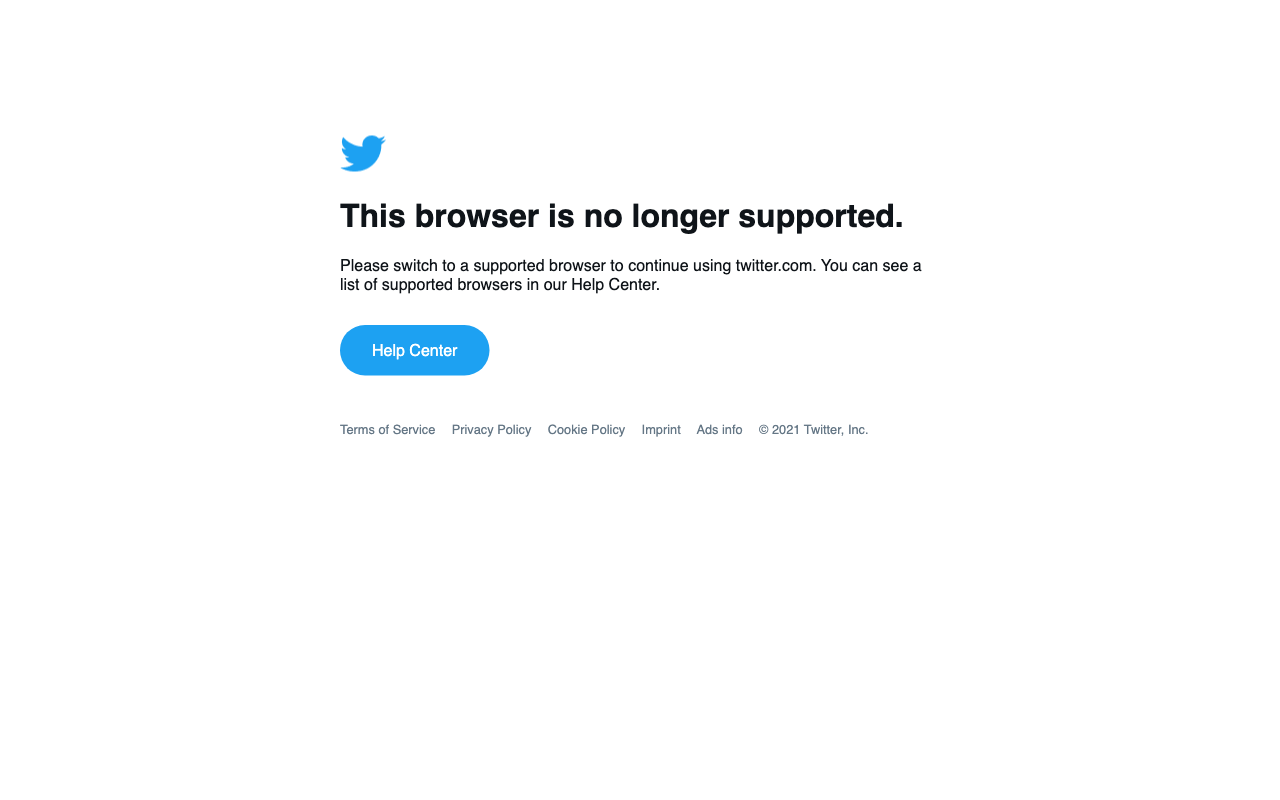 This browser is no longer supported.
Please switch to a supported browser to continue using twitter.com. You can see a
list of supported browsers in our Help Center.
Help Center
Terms of Service Privacy Policy Cookie Policy Imprint Ads info © 2021 Twitter, Inc.